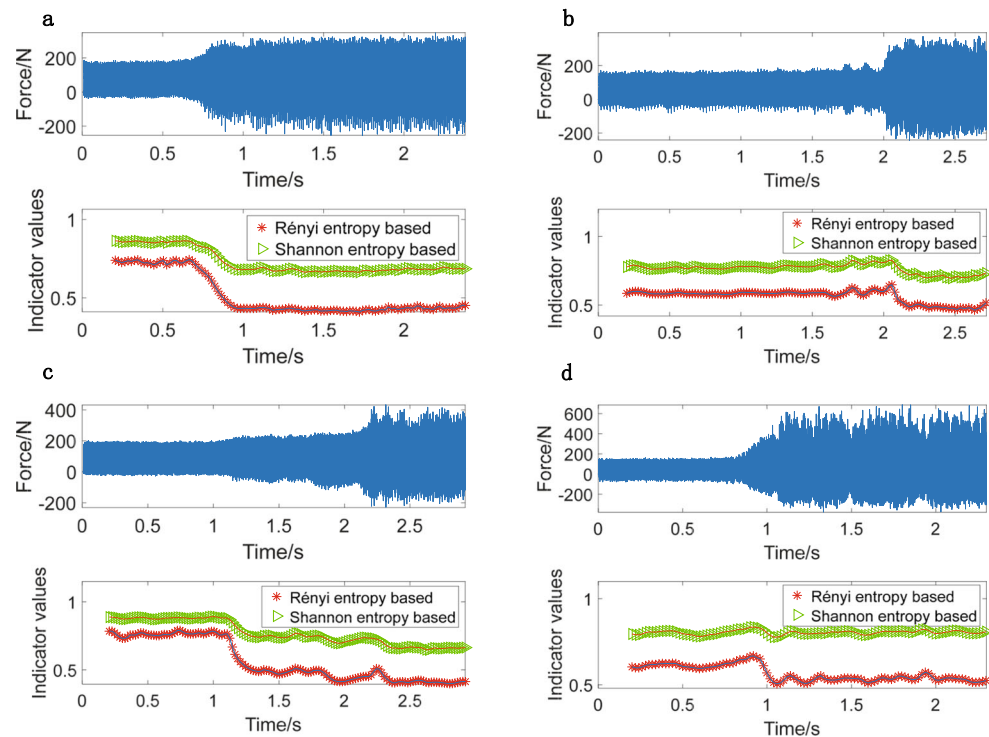 a
Force/N
200
0
-200
0 0.5 1 1.5 2
Time/s
Indicator values
1
0.5
Rényi entropy based
Shannon entropy based
0 0.5 1 1.5 2
Time/s
b
Force/N
200
0
-200
0 0.5 1 1.5 2 2.5
Time/s
Indicator values
1
0.5
Rényi entropy based
Shannon entropy based
0 0.5 1 1.5 2 2.5
Time/s
c
Force/N
400
200
0
-200
0 0.5 1 1.5 2 2.5
Time/s
Indicator values
1
0.5
Rényi entropy based
Shannon entropy based
0 0.5 1 1.5 2 2.5
Time/s
d
Force/N
600
400
200
0
-200
0 0.5 1 1.5 2
Time/s
Indicator values
1
0.5
Rényi entropy based
Shannon entropy based
0 0.5 1 1.5 2
Time/s